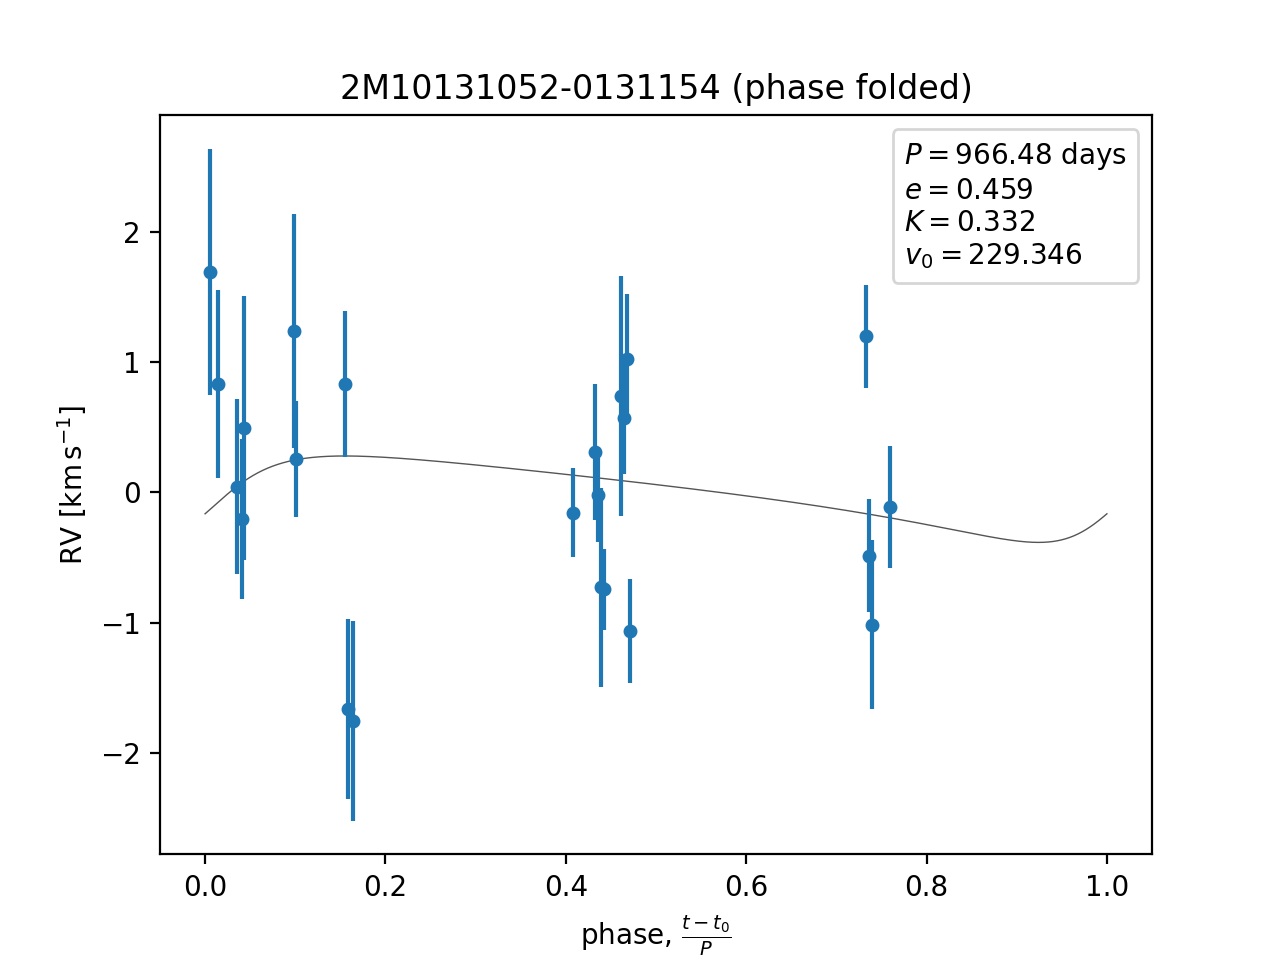 2M10131052-0131154 (phase folded)
P = 966.48 days
e = 0.459
K = 0.332
v₀ = 229.346
RV [km s⁻¹]
2
1
0
−1
−2
0.0 0.2 0.4 0.6 0.8 1.0
phase, (t − t₀)/P